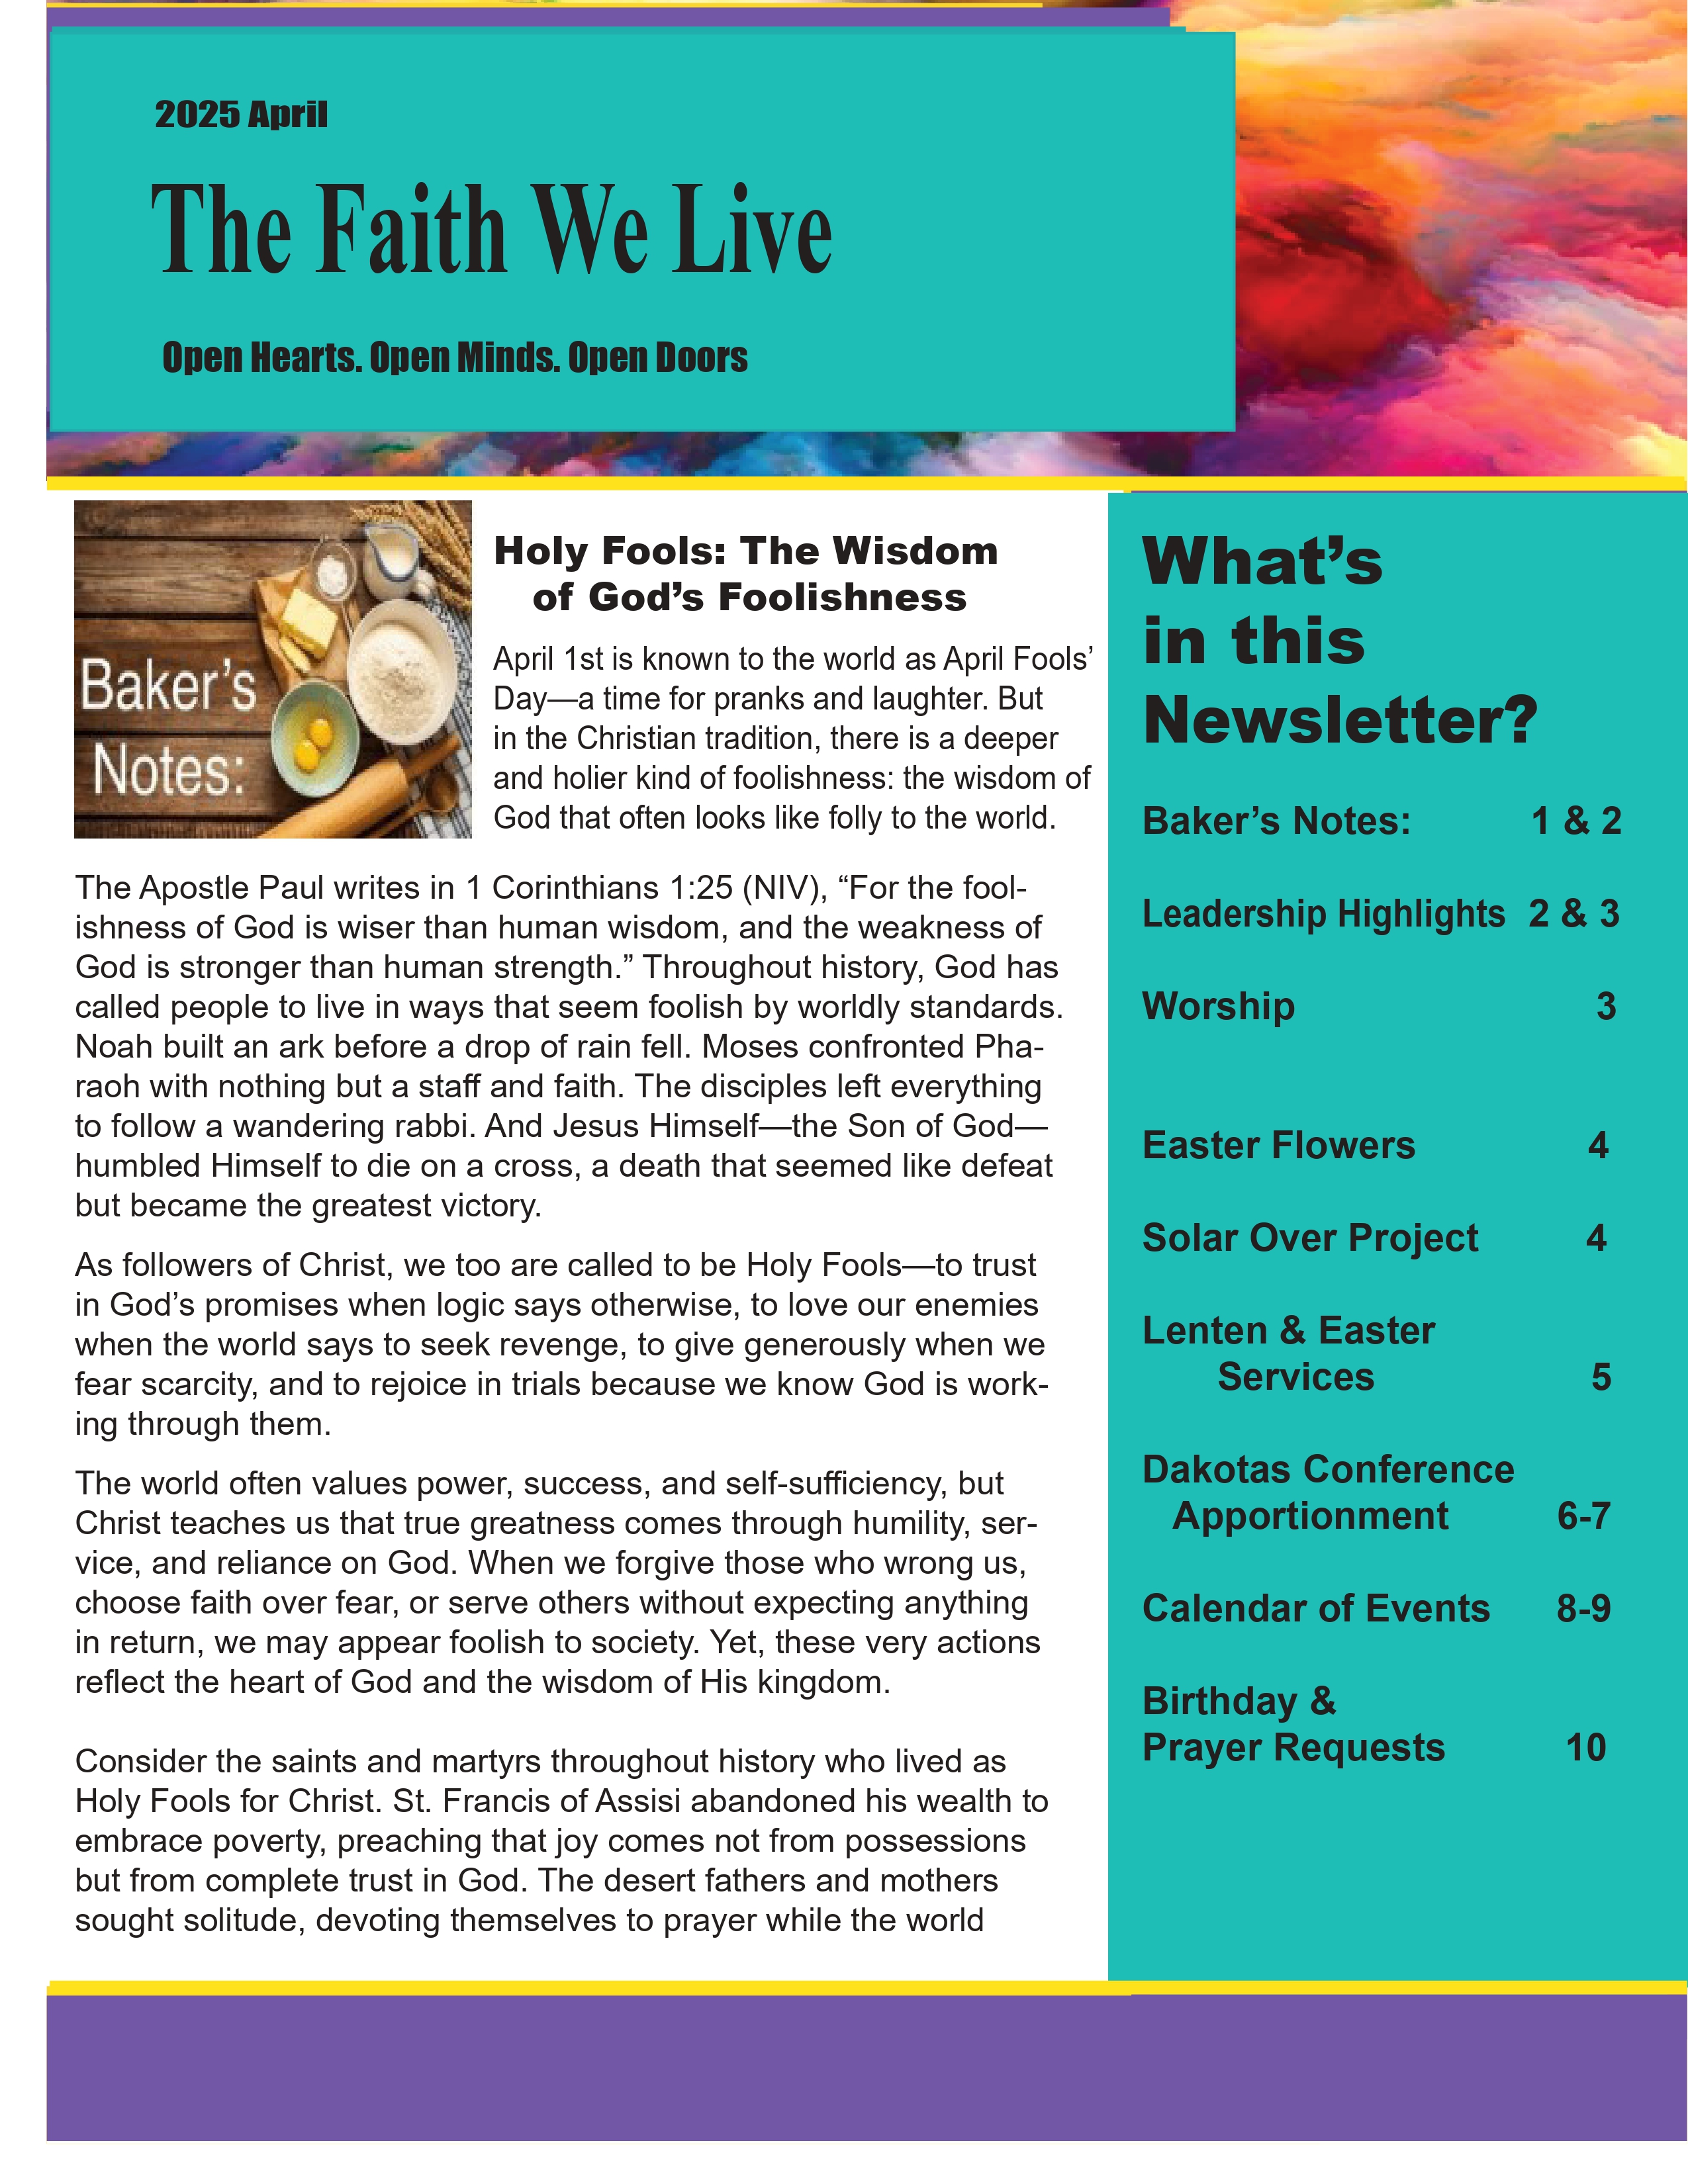 2025 April
The Faith We Live
Open Hearts. Open Minds. Open Doors
Baker’s
Notes:
Holy Fools: The Wisdom
of God’s Foolishness
April 1st is known to the world as April Fools’
Day—a time for pranks and laughter. But
in the Christian tradition, there is a deeper
and holier kind of foolishness: the wisdom of
God that often looks like folly to the world.
The Apostle Paul writes in 1 Corinthians 1:25 (NIV), “For the fool-
ishness of God is wiser than human wisdom, and the weakness of
God is stronger than human strength.” Throughout history, God has
called people to live in ways that seem foolish by worldly standards.
Noah built an ark before a drop of rain fell. Moses confronted Pha-
raoh with nothing but a staff and faith. The disciples left everything
to follow a wandering rabbi. And Jesus Himself—the Son of God—
humbled Himself to die on a cross, a death that seemed like defeat
but became the greatest victory.
As followers of Christ, we too are called to be Holy Fools—to trust
in God’s promises when logic says otherwise, to love our enemies
when the world says to seek revenge, to give generously when we
fear scarcity, and to rejoice in trials because we know God is work-
ing through them.
The world often values power, success, and self-sufficiency, but
Christ teaches us that true greatness comes through humility, ser-
vice, and reliance on God. When we forgive those who wrong us,
choose faith over fear, or serve others without expecting anything
in return, we may appear foolish to society. Yet, these very actions
reflect the heart of God and the wisdom of His kingdom.
Consider the saints and martyrs throughout history who lived as
Holy Fools for Christ. St. Francis of Assisi abandoned his wealth to
embrace poverty, preaching that joy comes not from possessions
but from complete trust in God. The desert fathers and mothers
sought solitude, devoting themselves to prayer while the world
What’s
in this
Newsletter?
Baker’s Notes: 1 & 2
Leadership Highlights 2 & 3
Worship 3
Easter Flowers 4
Solar Over Project 4
Lenten & Easter
Services 5
Dakotas Conference
Apportionment 6-7
Calendar of Events 8-9
Birthday &
Prayer Requests 10